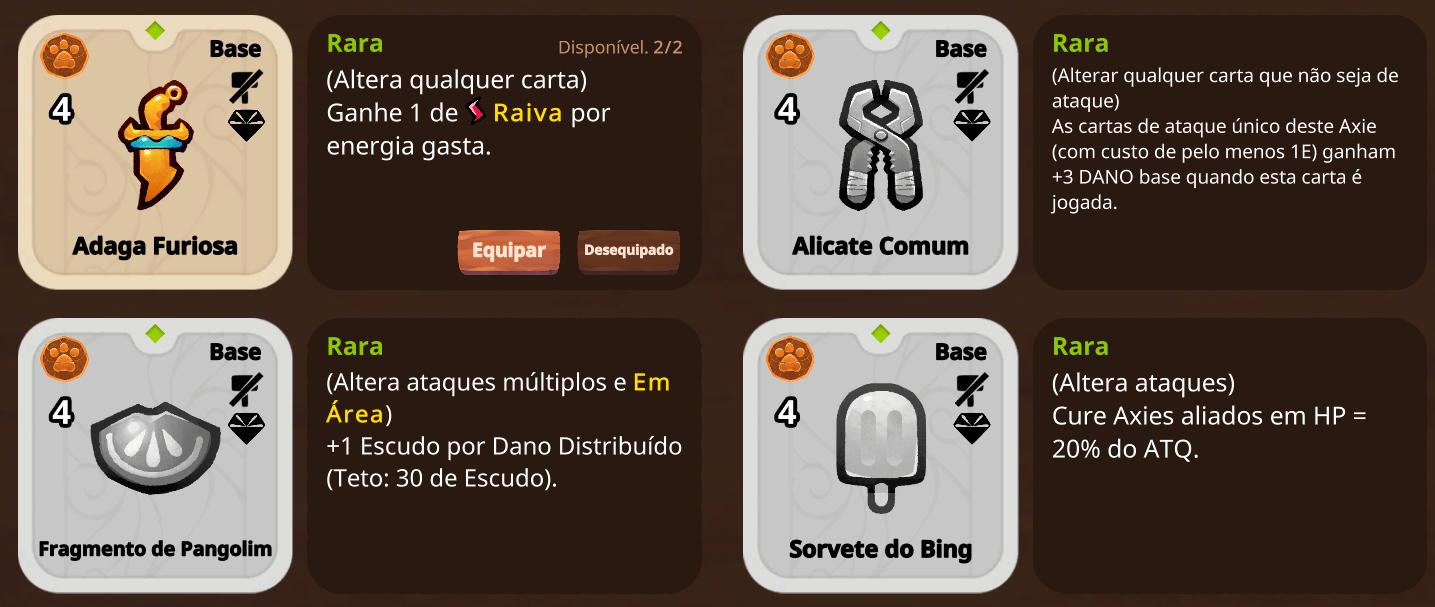 Base
4
Adaga Furiosa
Rara
Disponível. 2/2
(Altera qualquer carta)
Ganhe 1 de Raiva por
energia gasta.
Equipar
Desequipado
Base
4
Alicate Comum
Rara
(Alterar qualquer carta que não seja de
ataque)
As cartas de ataque único deste Axie
(com custo de pelo menos 1E) ganham
+3 DANO base quando esta carta é
jogada.
Base
4
Fragmento de Pangolim
Rara
(Altera ataques múltiplos e Em
Área)
+1 Escudo por Dano Distribuído
(Teto: 30 de Escudo).
Base
4
Sorvete do Bing
Rara
(Altera ataques)
Cure Axies aliados em HP =
20% do ATQ.